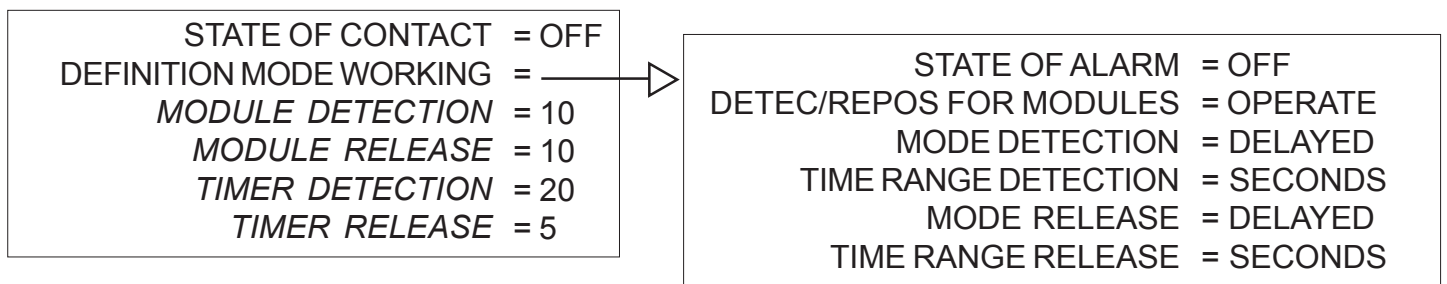 STATE OF CONTACT = OFF
DEFINITION MODE WORKING =
MODULE DETECTION = 10
MODULE RELEASE = 10
TIMER DETECTION = 20
TIMER RELEASE = 5
STATE OF ALARM = OFF
DETEC/REPOS FOR MODULES = OPERATE
MODE DETECTION = DELAYED
TIME RANGE DETECTION = SECONDS
MODE RELEASE = DELAYED
TIME RANGE RELEASE = SECONDS